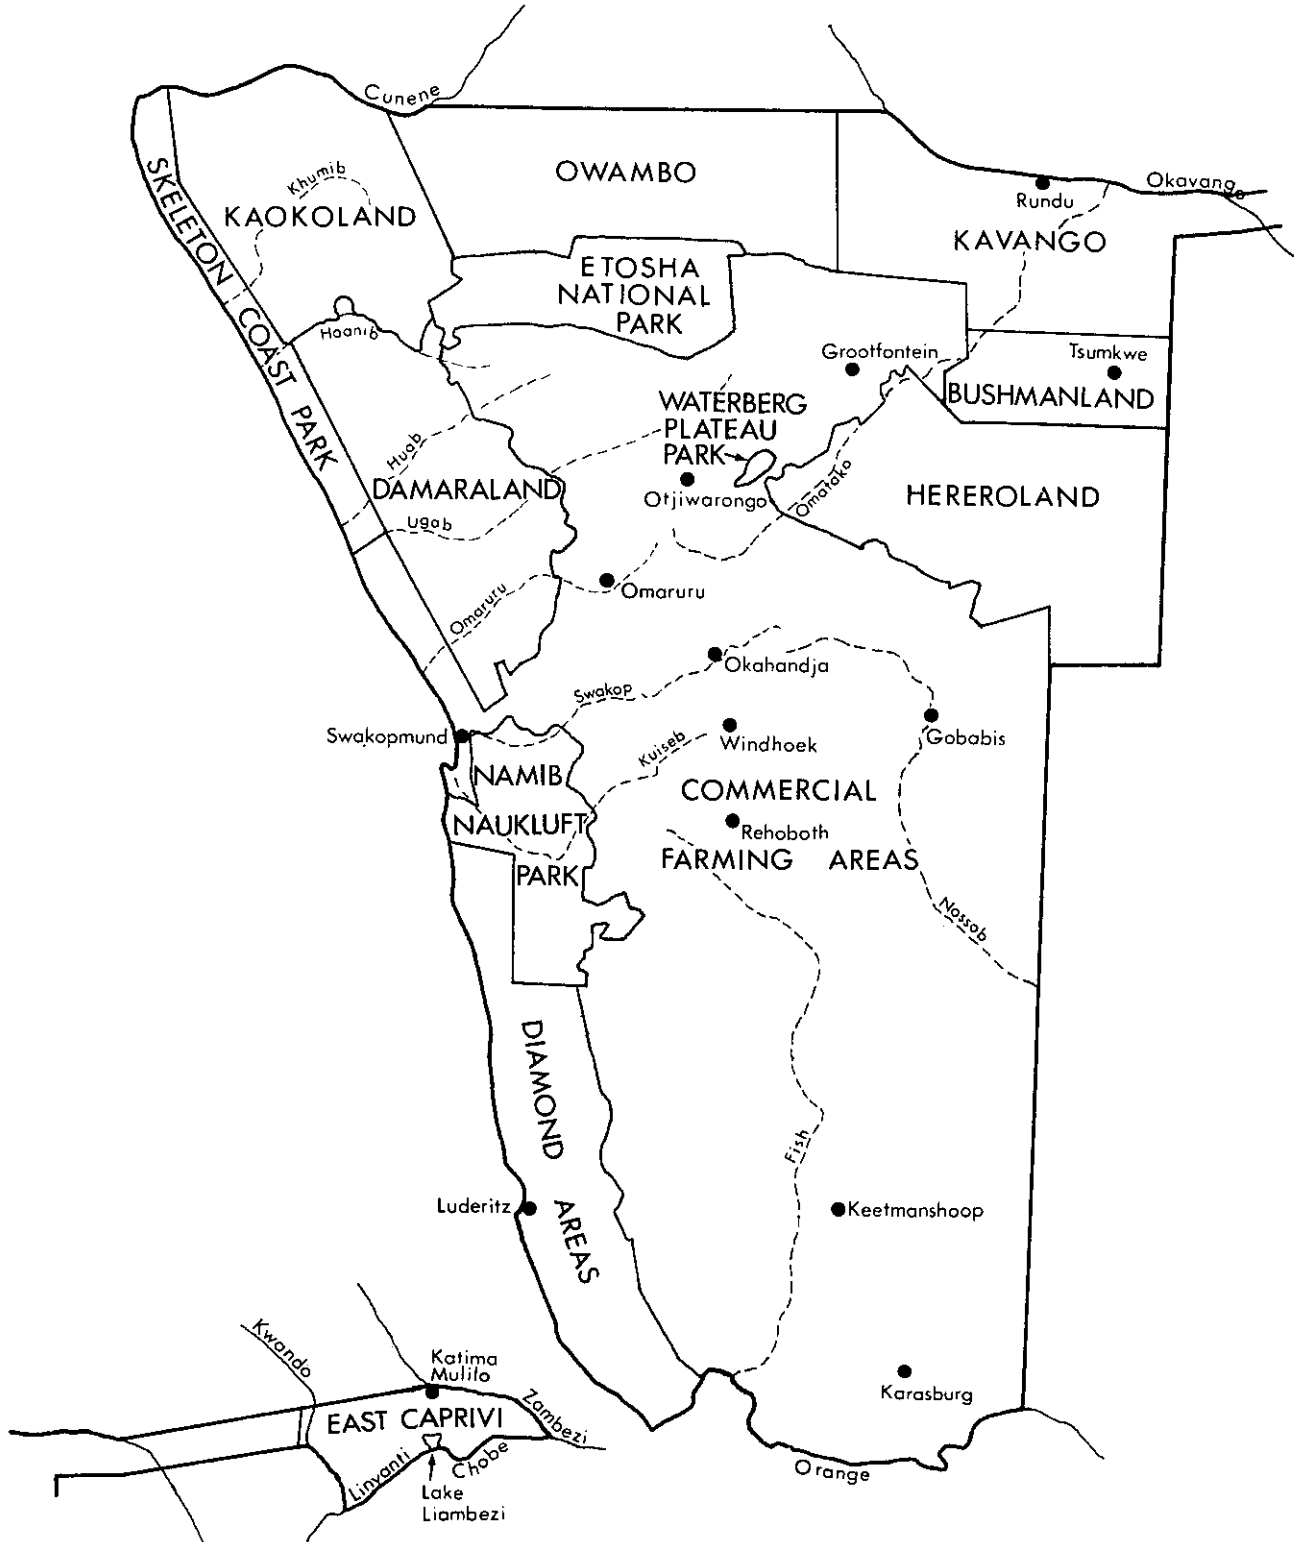 Cunene
OWAMBO
SKELETON COAST PARK
Khumib
KAOKOLAND
Okavango
Rundu
KAVANGO
ETOSHA
NATIONAL
PARK
Hoanib
Grootfontein
Tsumkwe
BUSHMANLAND
WATERBERG
PLATEAU
PARK
Huab
DAMARALAND
Otjiwarongo
Omatako
HEREROLAND
Ugab
Omaruru
Omaruru
Okahandja
Swakop
Swakopmund
Kuiseb
Windhoek
Gobabis
NAMIB
NAUKLUFT
PARK
COMMERCIAL
Rehoboth
FARMING AREAS
Nossob
DIAMOND
AREAS
Fish
Luderitz
Keetmanshoop
Kwando
Katima
Mulilo
Karasburg
EAST CAPRIVI
Zambezi
Linyanti
Chobe
Lake
Liambezi
Orange